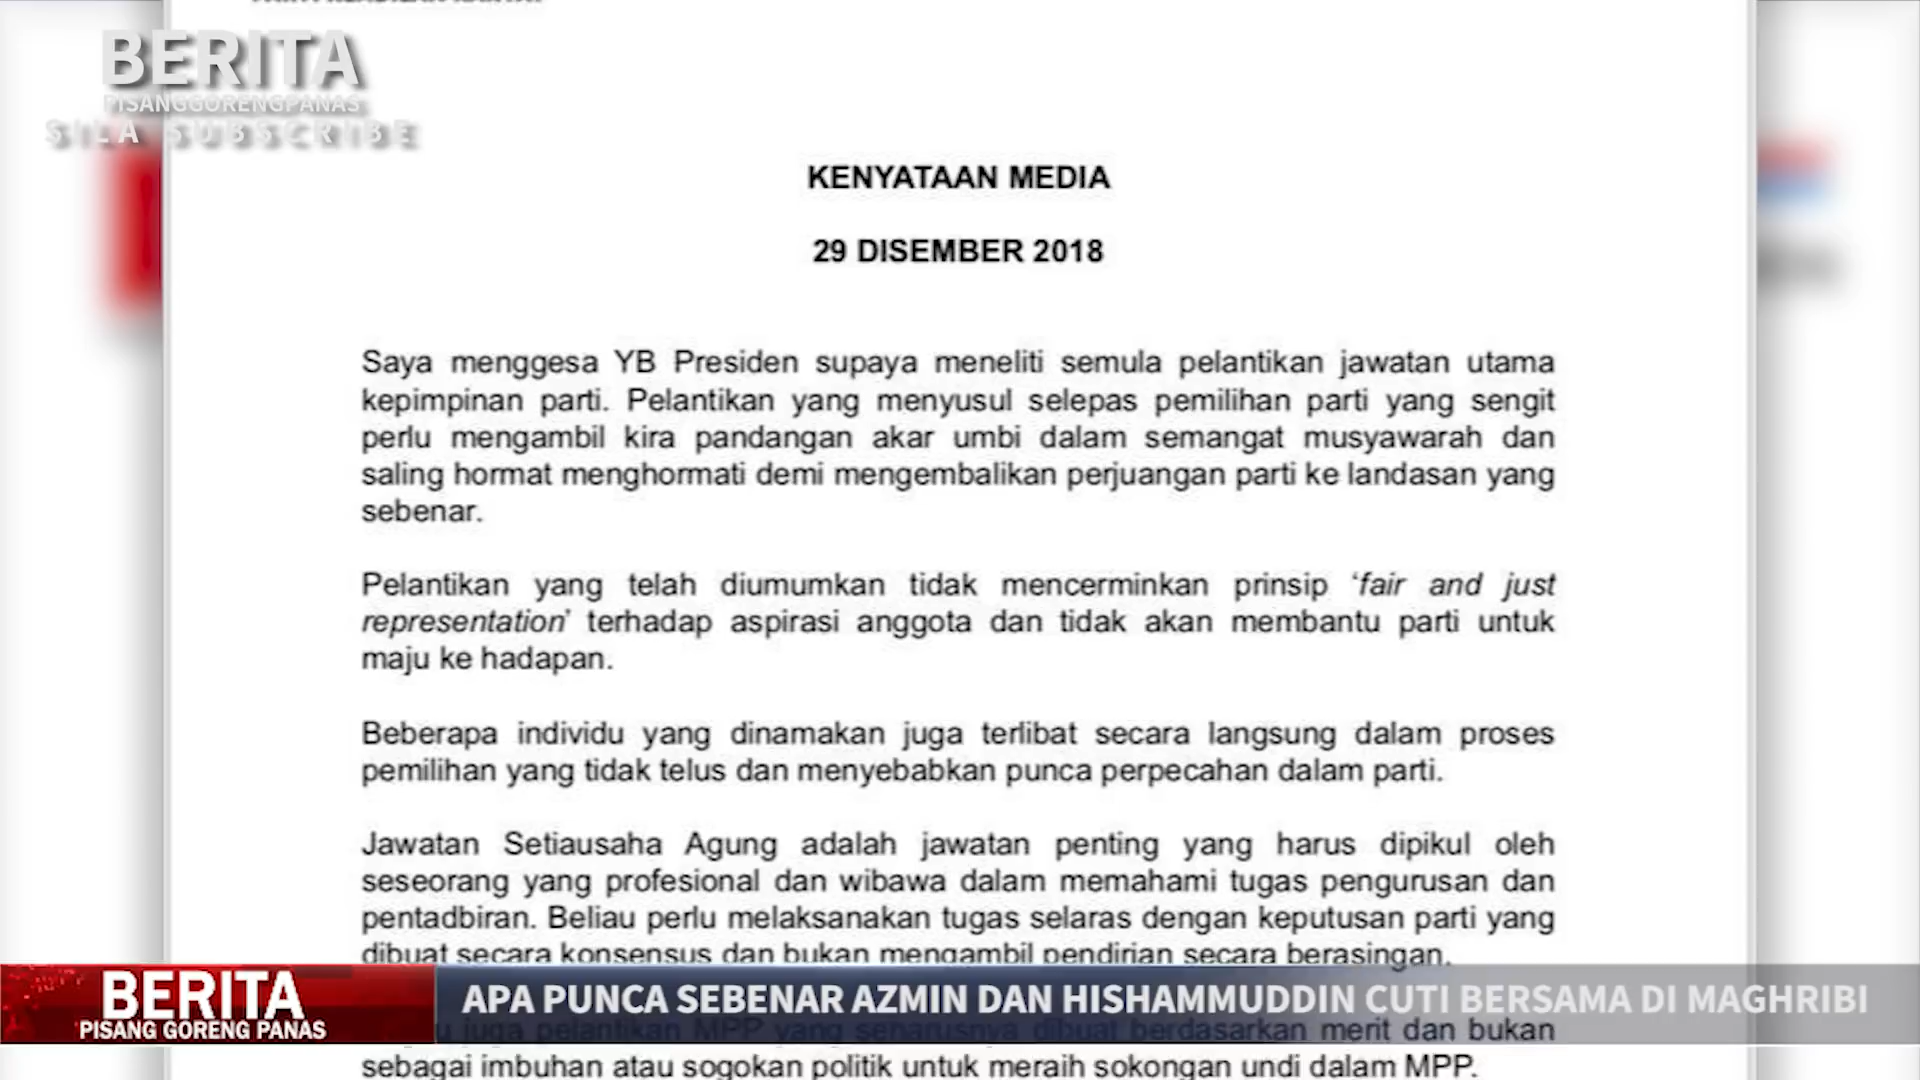 BERITA
PISANGGORENGPANAS
SILA SUBSCRIBE
KENYATAAN MEDIA
29 DISEMBER 2018
Saya menggesa YB Presiden supaya meneliti semula pelantikan jawatan utama
kepimpinan parti. Pelantikan yang menyusul selepas pemilihan parti yang sengit
perlu mengambil kira pandangan akar umbi dalam semangat musyawarah dan
saling hormat menghormati demi mengembalikan perjuangan parti ke landasan yang
sebenar.
Pelantikan yang telah diumumkan tidak mencerminkan prinsip ‘fair and just
representation’ terhadap aspirasi anggota dan tidak akan membantu parti untuk
maju ke hadapan.
Beberapa individu yang dinamakan juga terlibat secara langsung dalam proses
pemilihan yang tidak telus dan menyebabkan punca perpecahan dalam parti.
Jawatan Setiausaha Agung adalah jawatan penting yang harus dipikul oleh
seseorang yang profesional dan wibawa dalam memahami tugas pengurusan dan
pentadbiran. Beliau perlu melaksanakan tugas selaras dengan keputusan parti yang
dibuat secara konsensus dan bukan mengambil pendirian secara berasingan.
juga pelantikan MPP yang seharusnya dibuat berdasarkan merit dan bukan
sebagai imbuhan atau sogokan politik untuk meraih sokongan undi dalam MPP.
BERITA
PISANG GORENG PANAS
APA PUNCA SEBENAR AZMIN DAN HISHAMMUDDIN CUTI BERSAMA DI MAGHRIBI